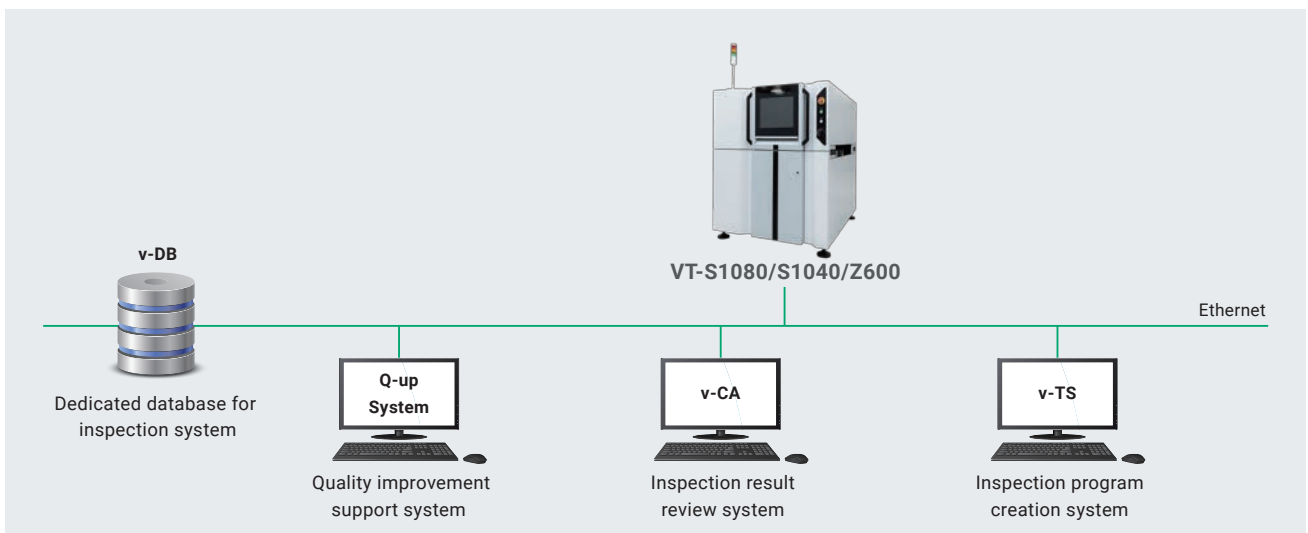 VT-S1080/S1040/Z600
Ethernet
v-DB
Dedicated database for
inspection system
Q-up
System
Quality improvement
support system
v-CA
Inspection result
review system
v-TS
Inspection program
creation system